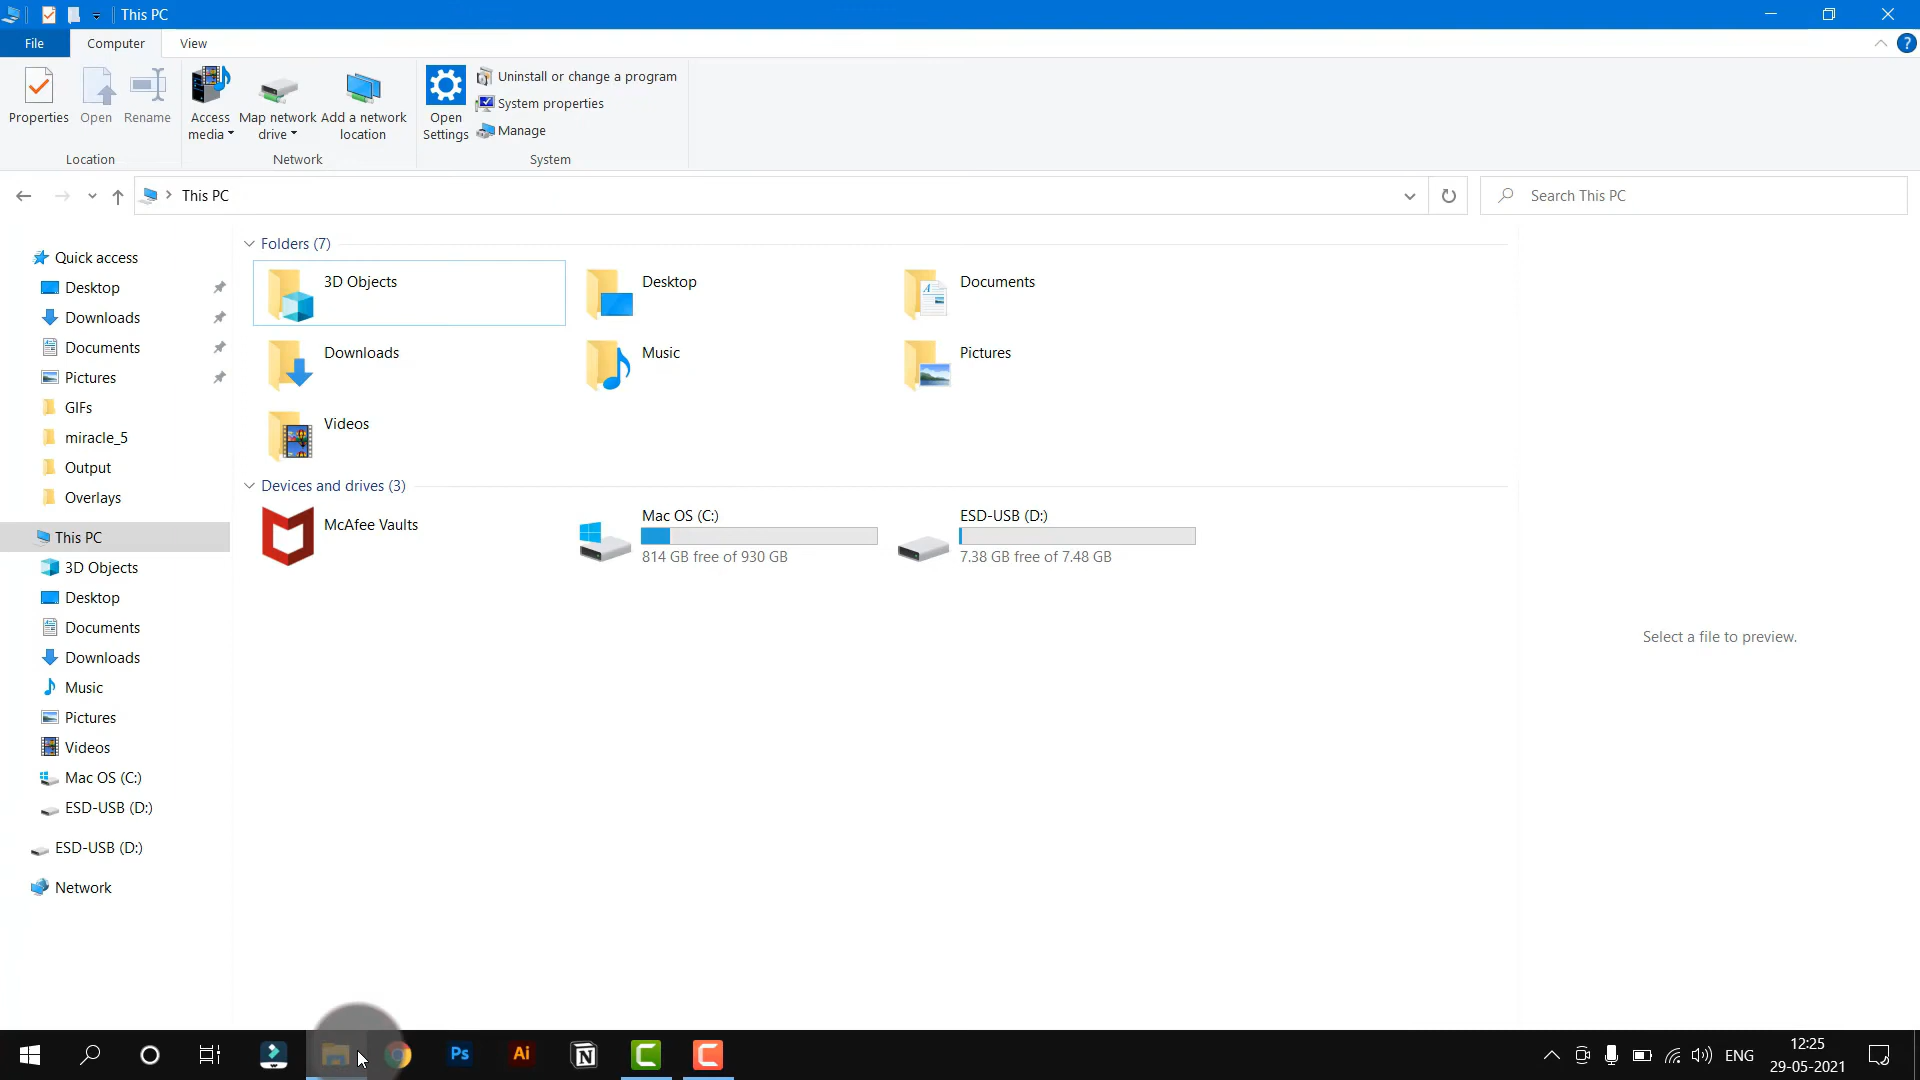 This PC
File
Computer
View
?
Properties
Open
Rename
Access
media
Map network
drive
Add a network
location
Open
Settings
Uninstall or change a program
System properties
Manage
Location
Network
System
This PC
Search This PC
Quick access
Desktop
Downloads
Documents
Pictures
GIFs
miracle_5
Output
Overlays
This PC
3D Objects
Desktop
Documents
Downloads
Music
Pictures
Videos
Mac OS (C:)
ESD-USB (D:)
ESD-USB (D:)
Network
Folders (7)
3D Objects
Desktop
Documents
Downloads
Music
Pictures
Videos
Devices and drives (3)
McAfee Vaults
Mac OS (C:)
814 GB free of 930 GB
ESD-USB (D:)
7.38 GB free of 7.48 GB
Select a file to preview.
Ps
Ai
N
ENG
12:25
29-05-2021